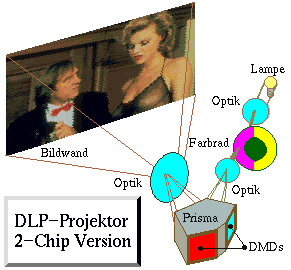 Lampe
Optik
Farbrad
Bildwand
Optik
Optik
Prisma
DMDs
DLP-Projektor
2-Chip Version